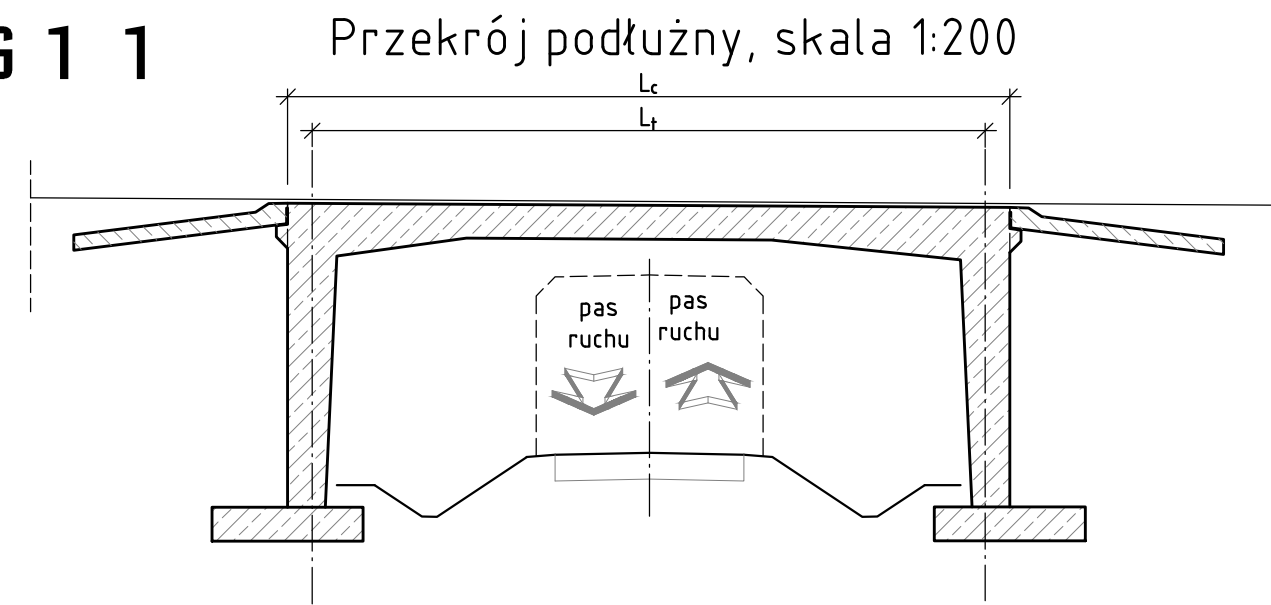 G 1 1
Przekrój podłużny, skala 1:200
Lc
Lt
pas
ruchu
pas
ruchu